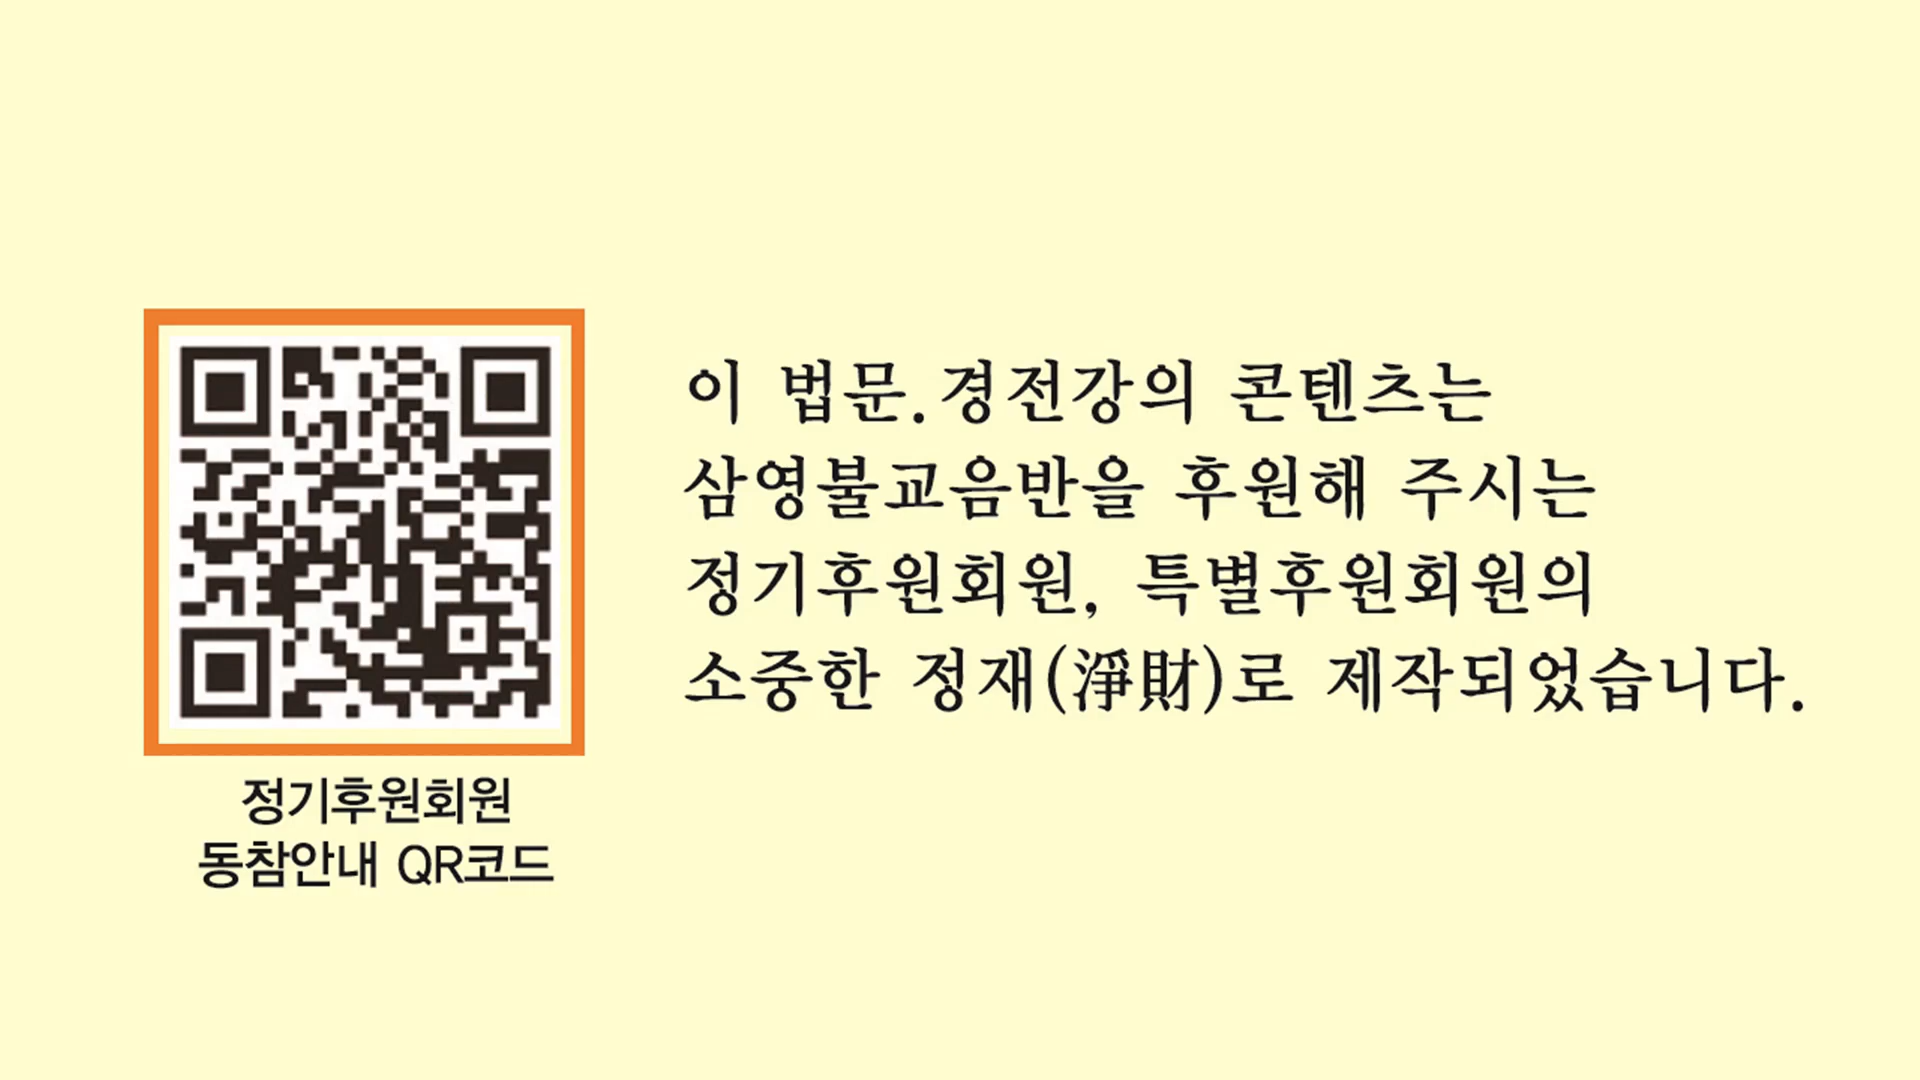 이 법문.경전강의 콘텐츠는
삼영불교음반을 후원해 주시는
정기후원회원, 특별후원회원의
소중한 정재(淨財)로 제작되었습니다.
정기후원회원
동참안내 QR코드